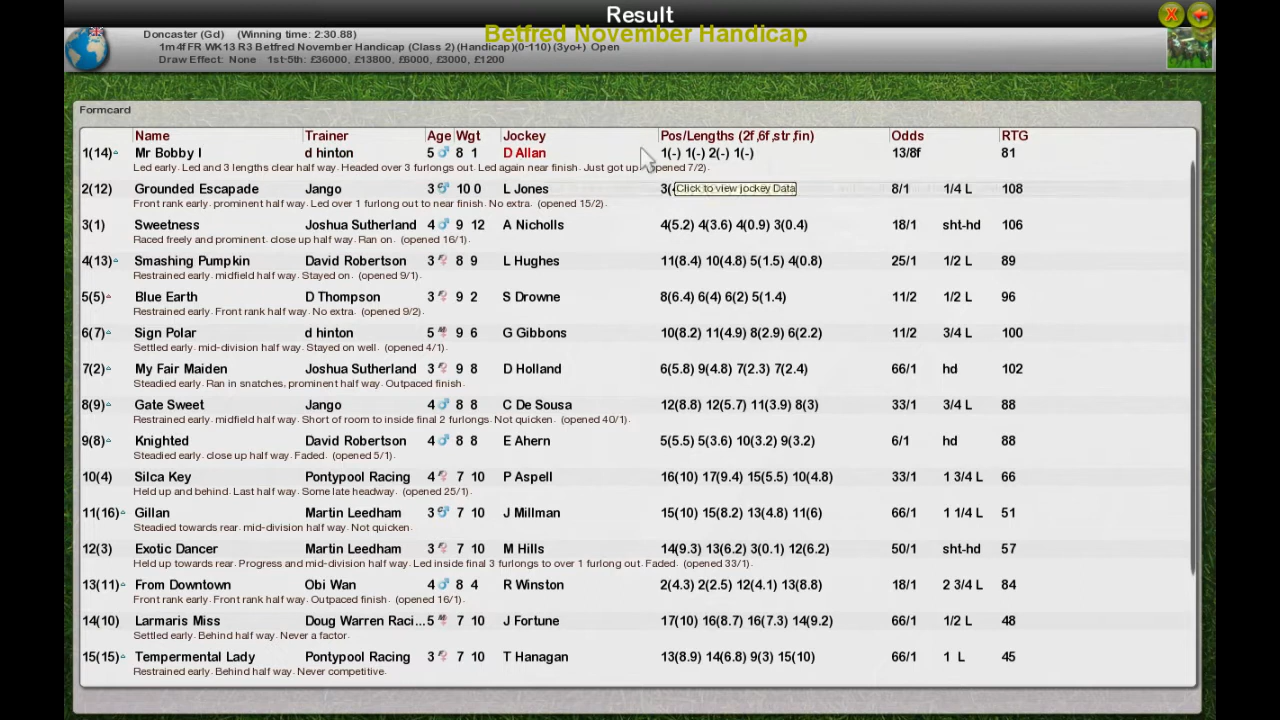 Result
Betfred November Handicap
Doncaster (Gd) (Winning time: 2:30.88)
1m4fFR WK13 R3 Betfred November Handicap (Class 2) (Handicap)(0-110) (3yo+) Open
Draw Effect: None 1st-5th: £36000, £13800, £6000, £3000, £1200
Formcard
Name Trainer Age Wgt Jockey Pos/Lengths (2f,6f,str,fin) Odds RTG
1(14) Mr Bobby I d hinton 5 8 1 D Allan 1(-) 1(-) 2(-) 1(-) 13/8f 81
Led early. Led and 3 lengths clear half way. Headed over 3 furlongs out. Led again near finish. Just got up. opened 7/2).
2(12) Grounded Escapade Jango 3 10 0 L Jones 3( 8/1 1/4 L 108
Click to view jockey Data
Front rank early. prominent half way. Led over 1 furlong out to near finish. No extra. (opened 15/2).
3(1) Sweetness Joshua Sutherland 4 9 12 A Nicholls 4(5.2) 4(3.6) 4(0.9) 3(0.4) 18/1 sht-hd 106
Raced freely and prominent. close up half way. Ran on. (opened 16/1).
4(13) Smashing Pumpkin David Robertson 3 8 9 L Hughes 11(8.4) 10(4.8) 5(1.5) 4(0.8) 25/1 1/2 L 89
Restrained early. midfield half way. Stayed on. (opened 9/1).
5(5) Blue Earth D Thompson 3 9 2 S Drowne 8(6.4) 6(4) 6(2) 5(1.4) 11/2 1/2 L 96
Restrained early. Front rank half way. No extra. (opened 9/2).
6(7) Sign Polar d hinton 5 9 6 G Gibbons 10(8.2) 11(4.9) 8(2.9) 6(2.2) 11/2 3/4 L 100
Settled early. mid-division half way. Stayed on well. (opened 4/1).
7(2) My Fair Maiden Joshua Sutherland 3 9 8 D Holland 6(5.8) 9(4.8) 7(2.3) 7(2.4) 66/1 hd 102
Steadied early. Ran in snatches, prominent half way. Outpaced finish.
8(9) Gate Sweet Jango 4 8 8 C De Sousa 12(8.8) 12(5.7) 11(3.9) 8(3) 33/1 3/4 L 88
Restrained early. midfield half way. Short of room to inside final 2 furlongs. Not quicken. (opened 40/1).
9(8) Knighted David Robertson 4 8 8 E Ahern 5(5.5) 5(3.6) 10(3.2) 9(3.2) 6/1 hd 88
Steadied early. close up half way. Faded. (opened 5/1).
10(4) Silca Key Pontypool Racing 4 7 10 P Aspell 16(10) 17(9.4) 15(5.5) 10(4.8) 33/1 1 3/4 L 66
Held up and behind. Last half way. Some late headway. (opened 25/1).
11(16) Gillan Martin Leedham 3 7 10 J Millman 15(10) 15(8.2) 13(4.8) 11(6) 66/1 1 1/4 L 51
Steadied towards rear. mid-division half way. Not quicken.
12(3) Exotic Dancer Martin Leedham 3 7 10 M Hills 14(9.3) 13(6.2) 3(0.1) 12(6.2) 50/1 sht-hd 57
Held up towards rear. Progress and mid-division half way. Led inside final 3 furlongs to over 1 furlong out. Faded. (opened 33/1).
13(11) From Downtown Obi Wan 4 8 4 R Winston 2(4.3) 2(2.5) 12(4.1) 13(8.8) 18/1 2 3/4 L 84
Front rank early. Front rank half way. Outpaced finish. (opened 16/1).
14(10) Larmaris Miss Doug Warren Raci... 5 7 10 J Fortune 17(10) 16(8.7) 16(7.3) 14(9.2) 66/1 1/2 L 48
Settled early. Behind half way. Never a factor.
15(15) Tempermental Lady Pontypool Racing 3 7 10 T Hanagan 13(8.9) 14(6.8) 9(3) 15(10) 66/1 1 L 45
Restrained early. Behind half way. Never competitive.